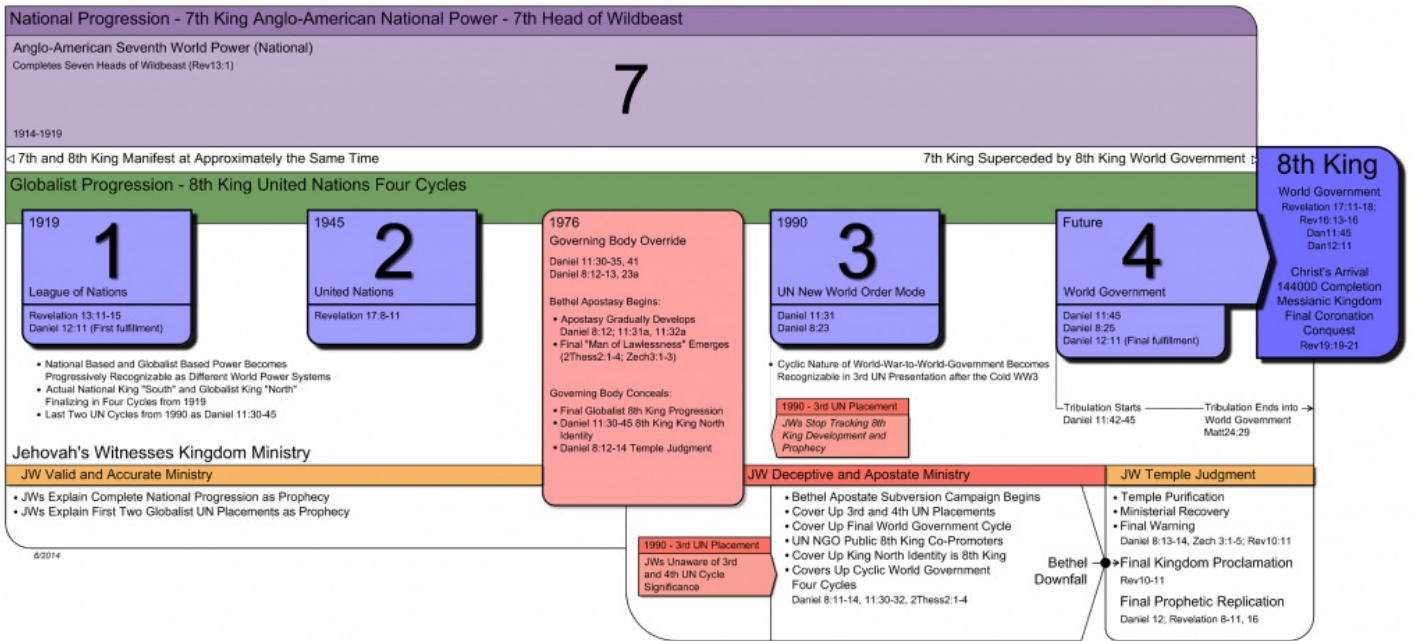 National Progression - 7th King Anglo-American National Power - 7th Head of Wildbeast
Anglo-American Seventh World Power (National)
Completes Seven Heads of Wildbeast (Rev13:1)
7
1914-1919
7th and 8th King Manifest at Approximately the Same Time
7th King Superceded by 8th King World Government
Globalist Progression - 8th King United Nations Four Cycles
8th King
World Government
Revelation 17:11-18;
Rev16:13-16
Dan11:45
Dan12:11
Christ's Arrival
144000 Completion
Messianic Kingdom
Final Coronation
Conquest
Rev19:19-21
1919
1
League of Nations
Revelation 13:11-15
Daniel 12:11 (First fulfillment)
1945
2
United Nations
Revelation 17:8-11
1976
Governing Body Override
Daniel 11:30-35, 41
Daniel 8:12-13, 23a
Bethel Apostasy Begins:
• Apostasy Gradually Develops
Daniel 8:12; 11:31a, 11:32a
• Final "Man of Lawlessness" Emerges
(2Thess2:1-4; Zech3:1-3)
Governing Body Conceals:
• Final Globalist 8th King Progression
• Daniel 11:30-45 8th King King North
Identity
• Daniel 8:12-14 Temple Judgment
1990
3
UN New World Order Mode
Daniel 11:31
Daniel 8:23
Future
4
World Government
Daniel 11:45
Daniel 8:25
Daniel 12:11 (Final fulfillment)
• National Based and Globalist Based Power Becomes
Progressively Recognizable as Different World Power Systems
• Actual National King "South" and Globalist King "North"
Finalizing in Four Cycles from 1919
• Last Two UN Cycles from 1990 as Daniel 11:30-45
• Cyclic Nature of World-War-to-World-Government Becomes
Recognizable in 3rd UN Presentation after the Cold WW3
1990 - 3rd UN Placement
JWs Stop Tracking 8th
King Development and
Prophecy
Tribulation Starts
Daniel 11:42-45
Tribulation Ends into
World Government
Matt24:29
Jehovah's Witnesses Kingdom Ministry
JW Valid and Accurate Ministry
• JWs Explain Complete National Progression as Prophecy
• JWs Explain First Two Globalist UN Placements as Prophecy
6/2014
JW Deceptive and Apostate Ministry
• Bethel Apostate Subversion Campaign Begins
• Cover Up 3rd and 4th UN Placements
• Cover Up Final World Government Cycle
• UN NGO Public 8th King Co-Promoters
• Cover Up King North Identity is 8th King
• Covers Up Cyclic World Government
Four Cycles
Daniel 8:11-14, 11:30-32, 2Thess2:1-4
1990 - 3rd UN Placement
JWs Unaware of 3rd
and 4th UN Cycle
Significance
Bethel
Downfall
JW Temple Judgment
• Temple Purification
• Ministerial Recovery
• Final Warning
Daniel 8:13-14, Zech 3:1-5; Rev10:11
Final Kingdom Proclamation
Rev10-11
Final Prophetic Replication
Daniel 12; Revelation 8-11, 16